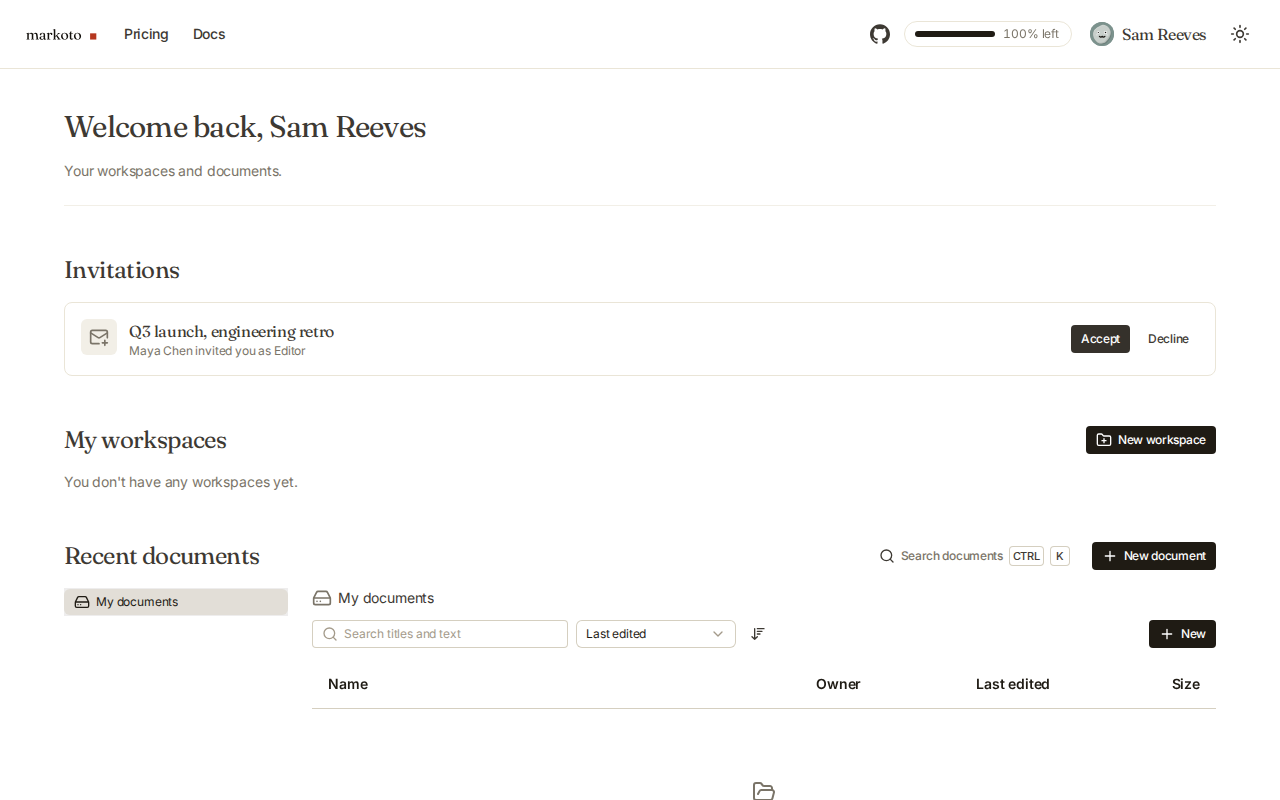 markoto
Pricing
Docs
100% left
Sam Reeves
Welcome back, Sam Reeves
Your workspaces and documents.
Invitations
Q3 launch, engineering retro
Maya Chen invited you as Editor
Accept
Decline
My workspaces
New workspace
You don't have any workspaces yet.
Recent documents
Search documents CTRL K
New document
My documents
My documents
Search titles and text
Last edited
New
Name Owner Last edited Size